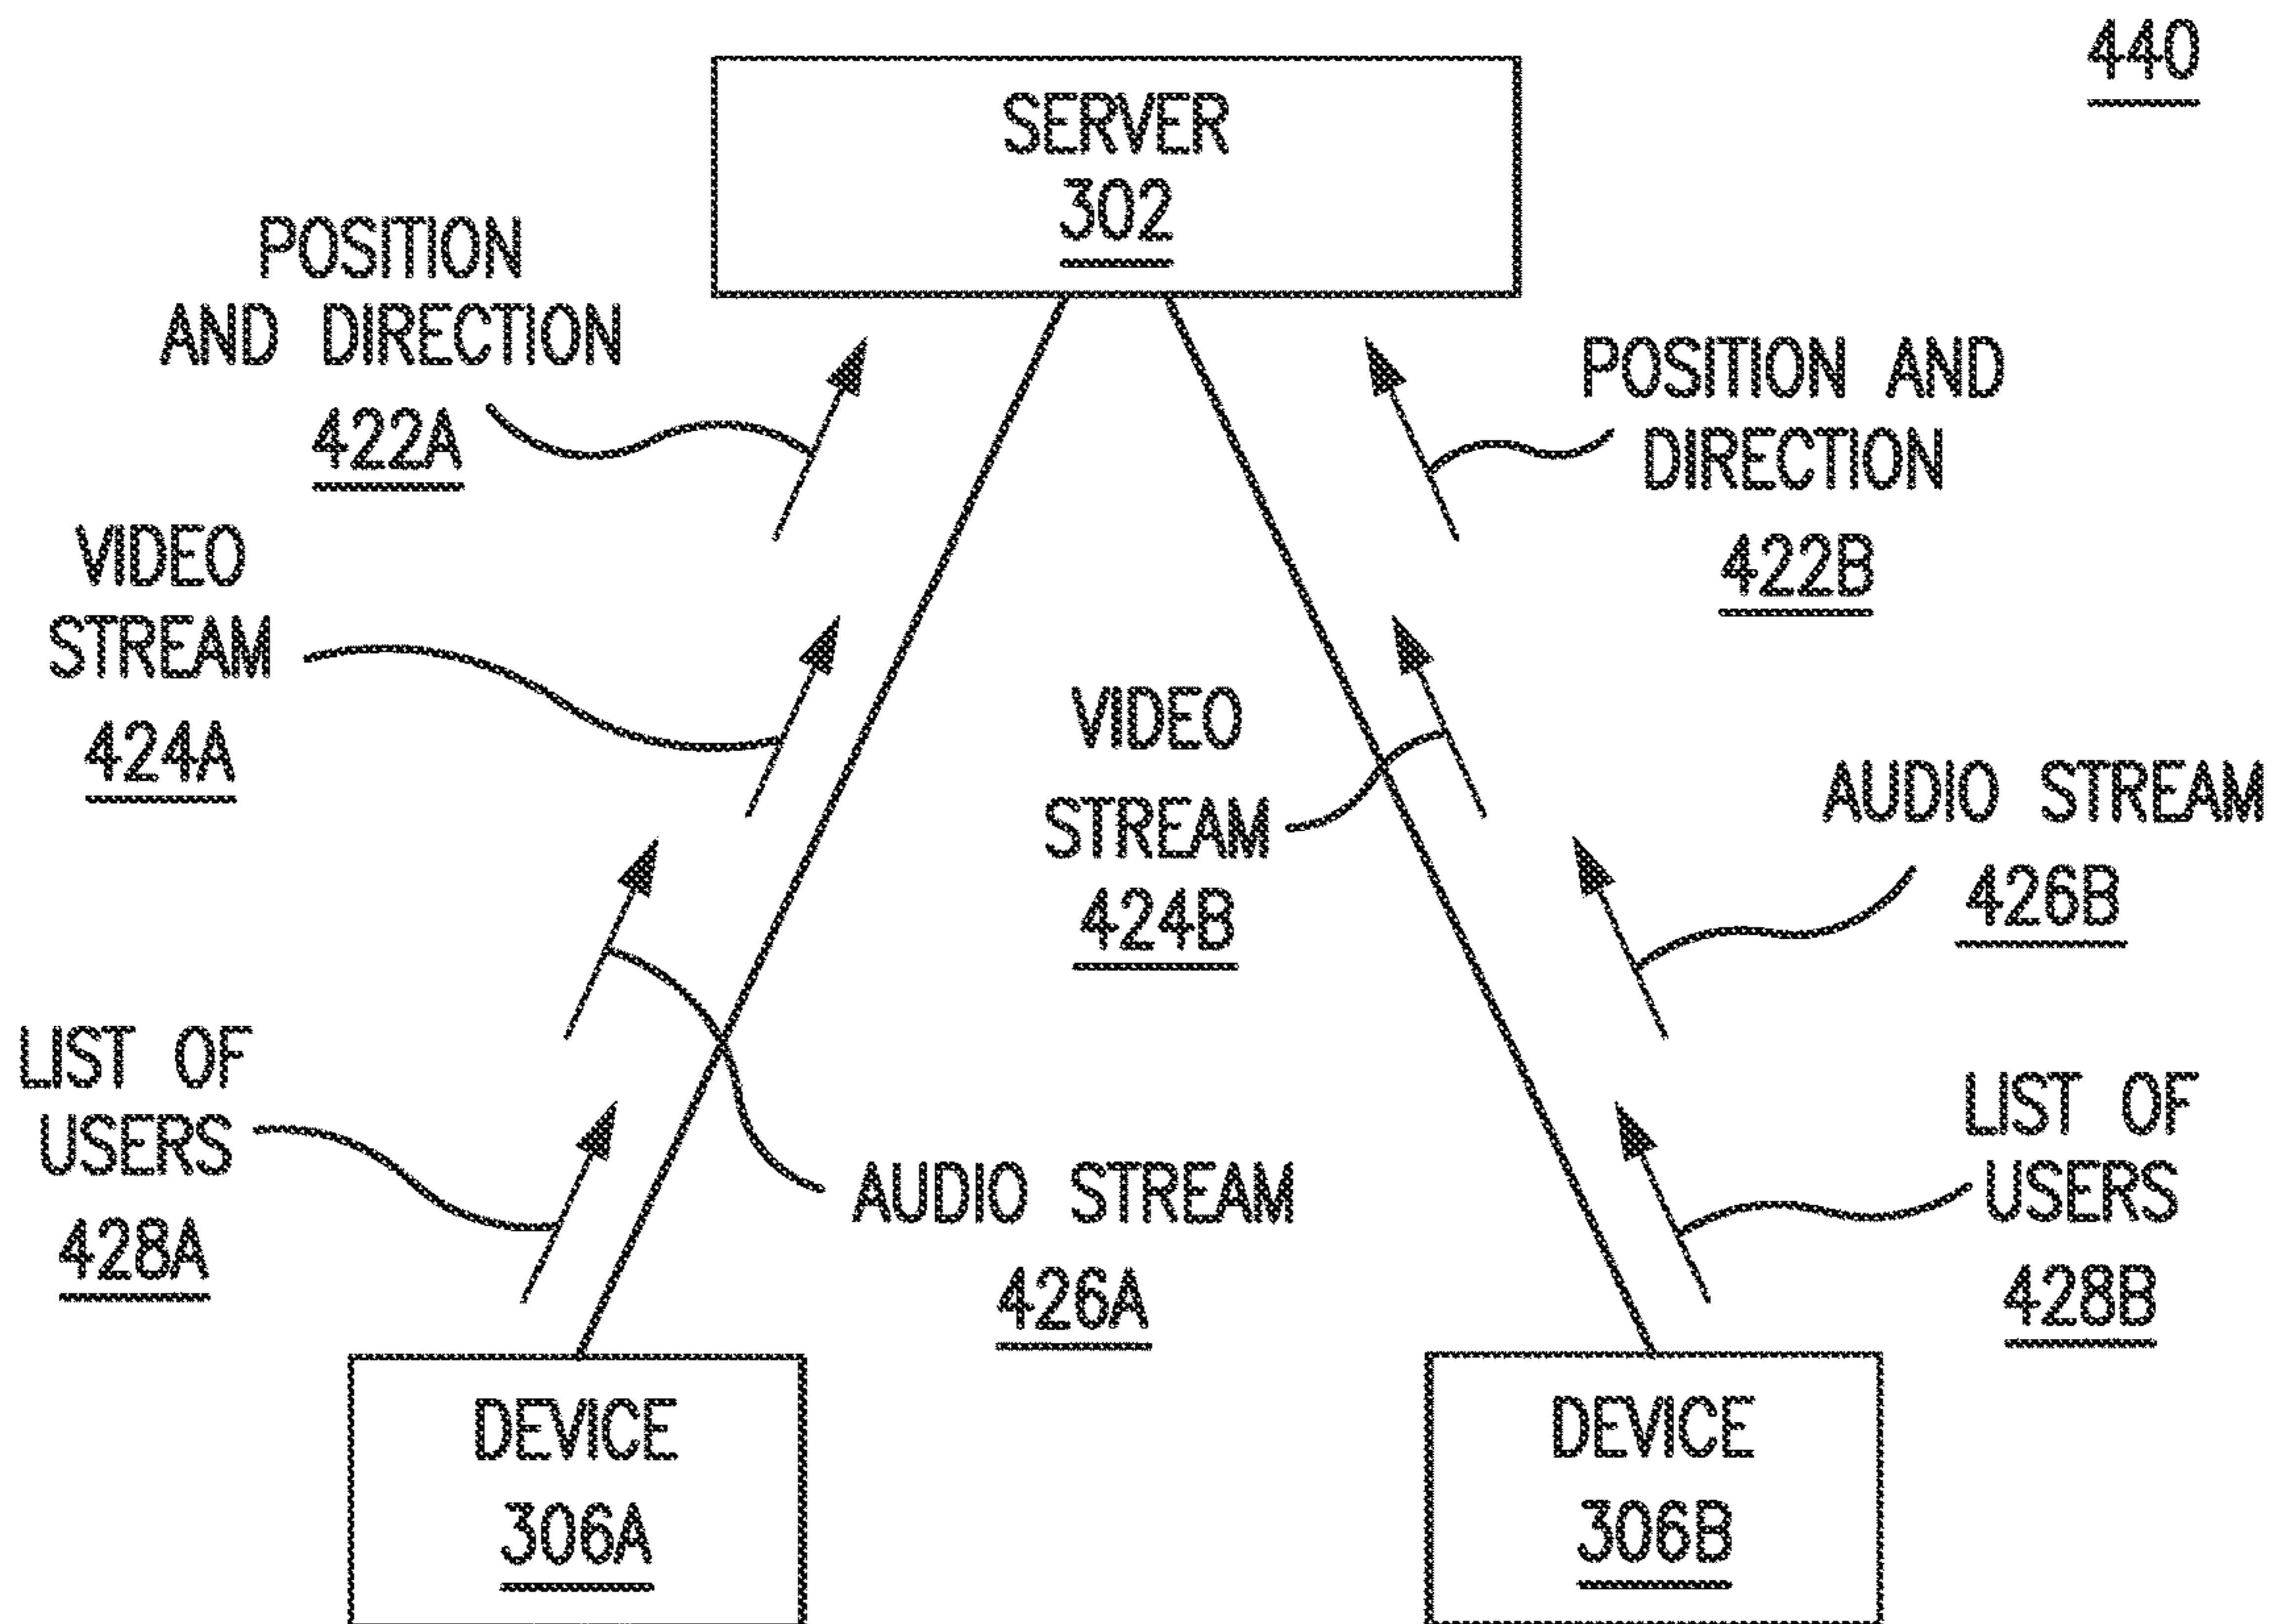 440
SERVER
302
POSITION
AND DIRECTION
422A
POSITION AND
DIRECTION
422B
VIDEO
STREAM
424A
VIDEO
STREAM
424B
AUDIO STREAM
426B
LIST OF
USERS
428A
AUDIO STREAM
426A
LIST OF
USERS
428B
DEVICE
306A
DEVICE
306B